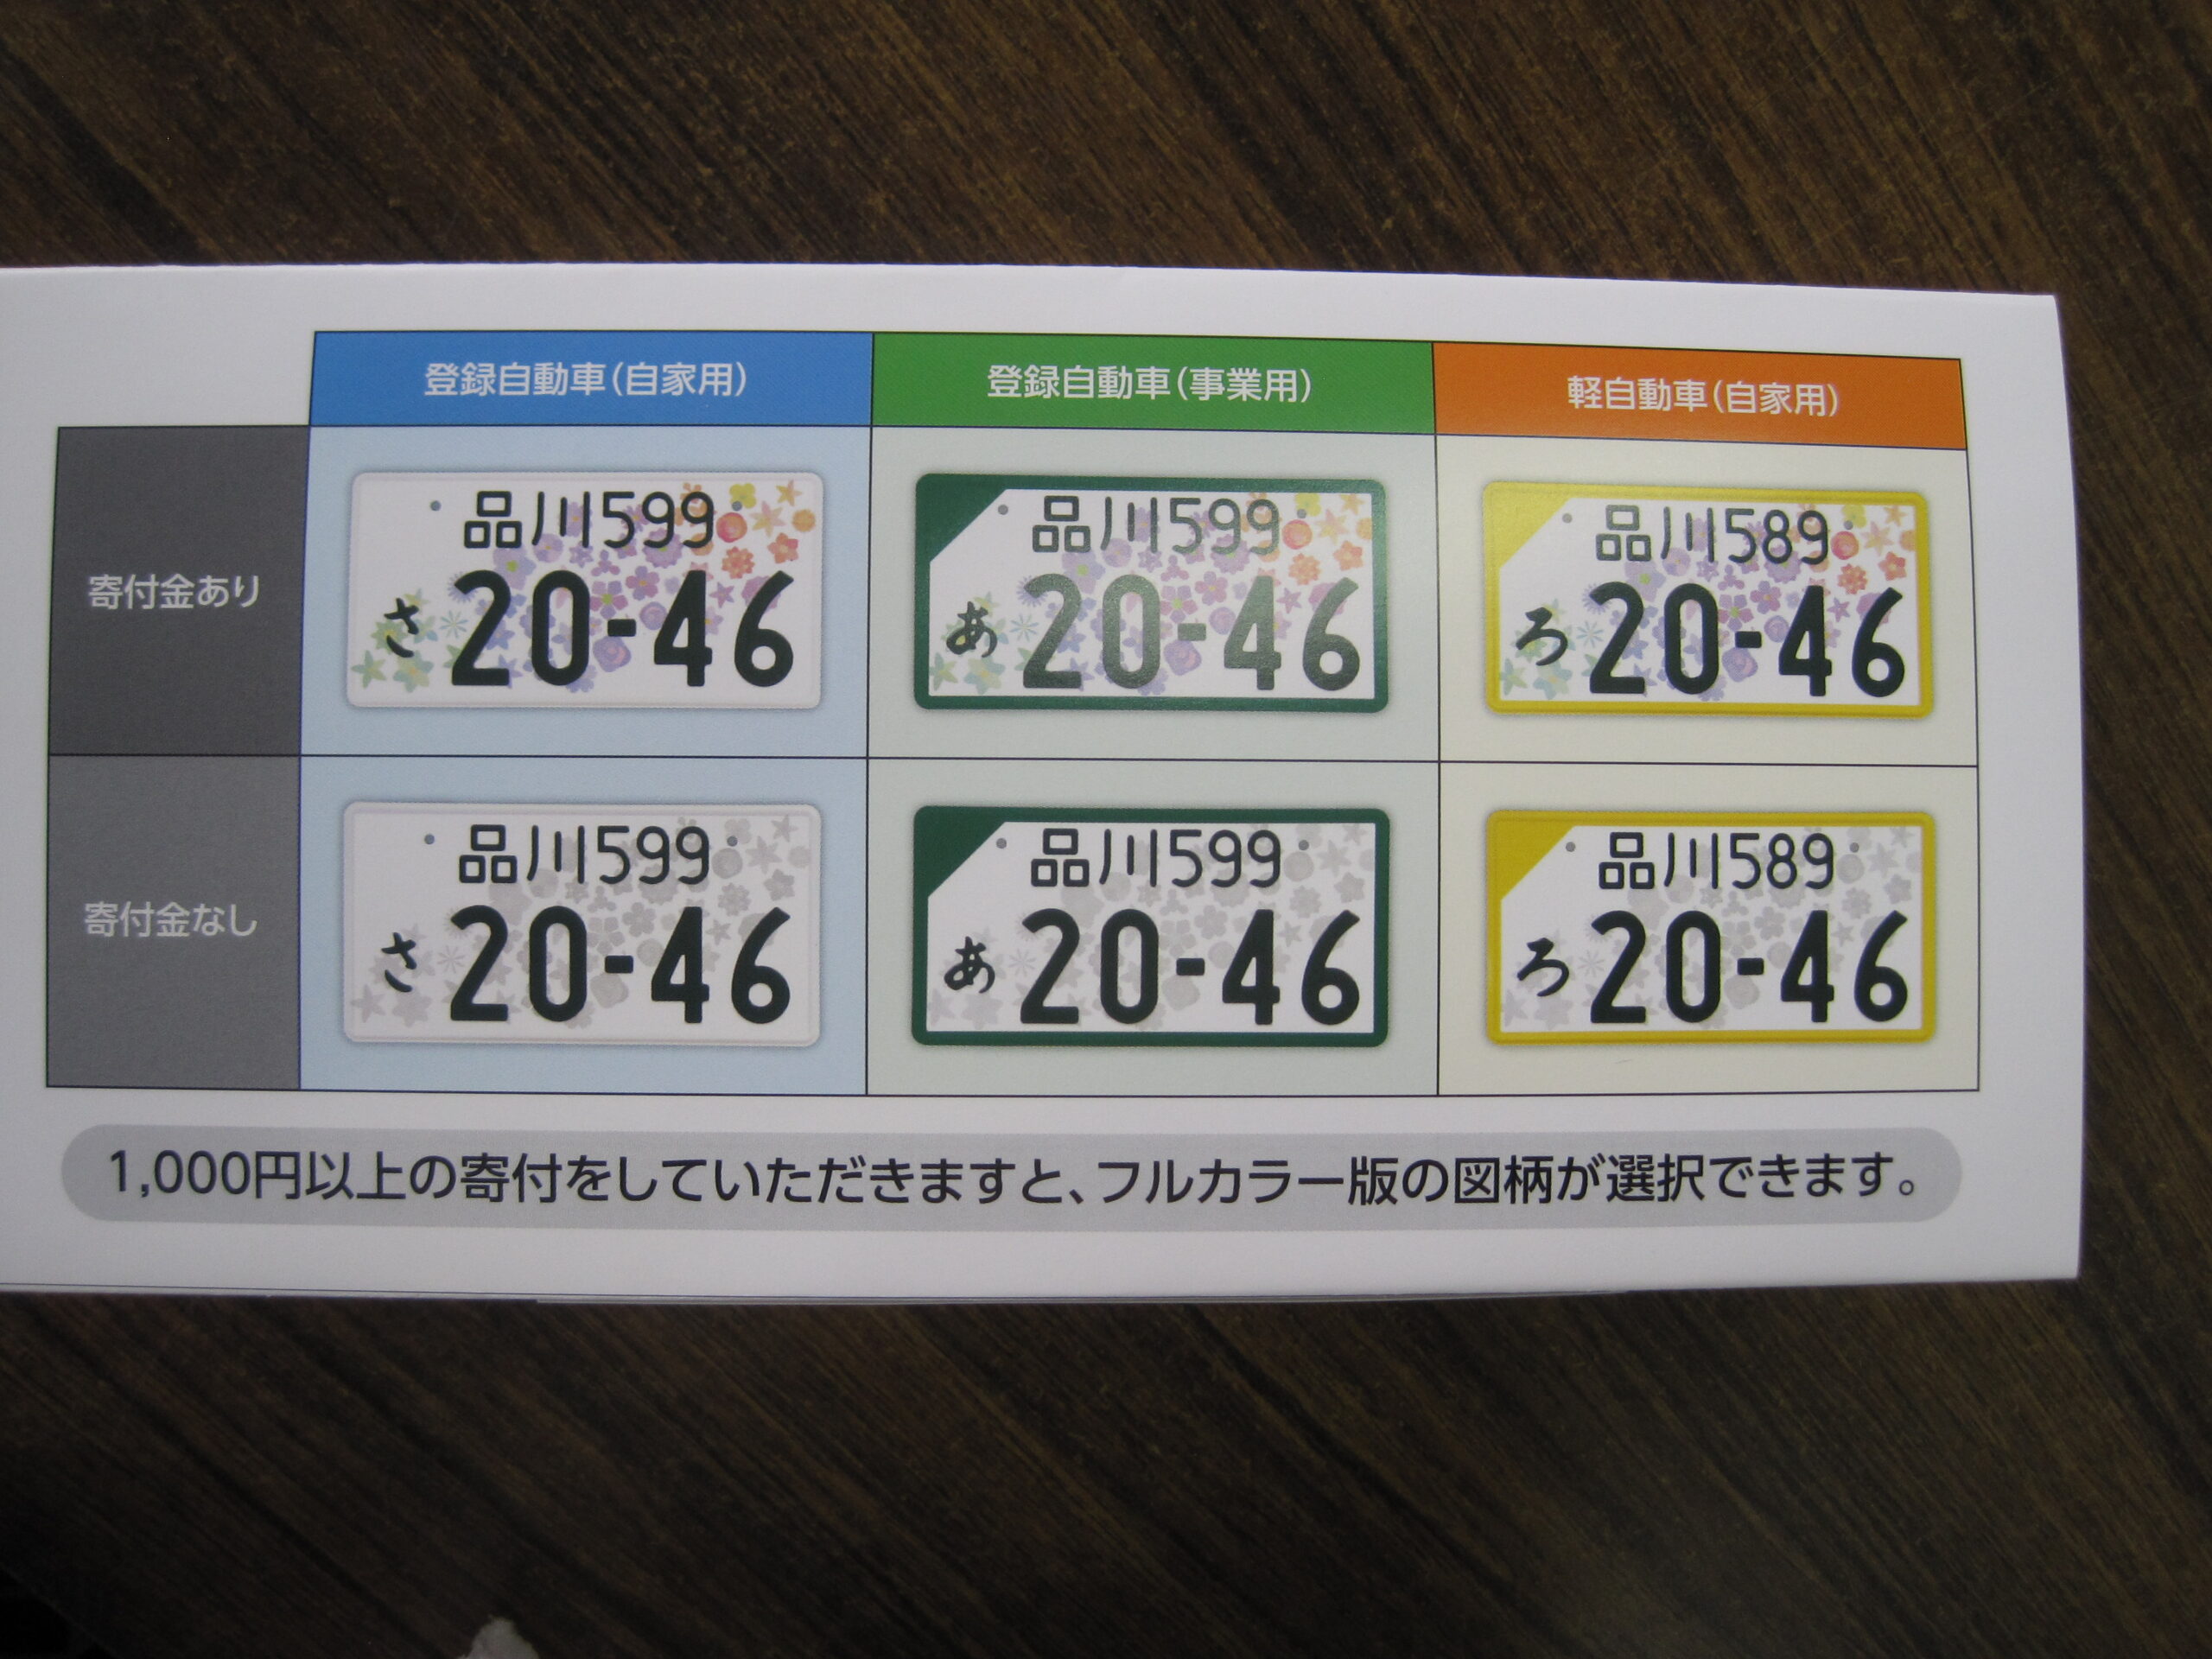 登録自動車(自家用)
登録自動車(事業用)
軽自動車(自家用)
寄付金あり
品川599
さ20-46
品川599
あ20-46
品川589
ろ20-46
寄付金なし
品川599
さ20-46
品川599
あ20-46
品川589
ろ20-46
1,000円以上の寄付をしていただきますと、フルカラー版の図柄が選択できます。